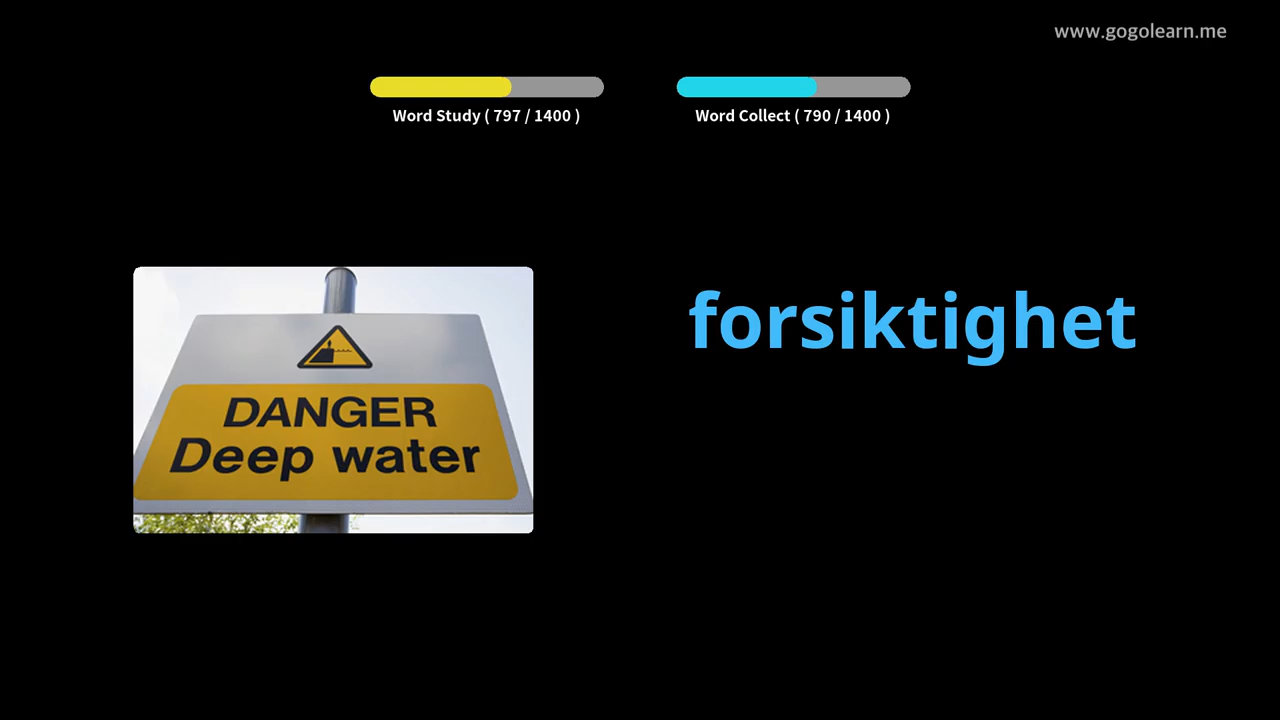 www.gogolearn.me
Word Study ( 797 / 1400 )
Word Collect ( 790 / 1400 )
forsiktighet
DANGER
Deep water